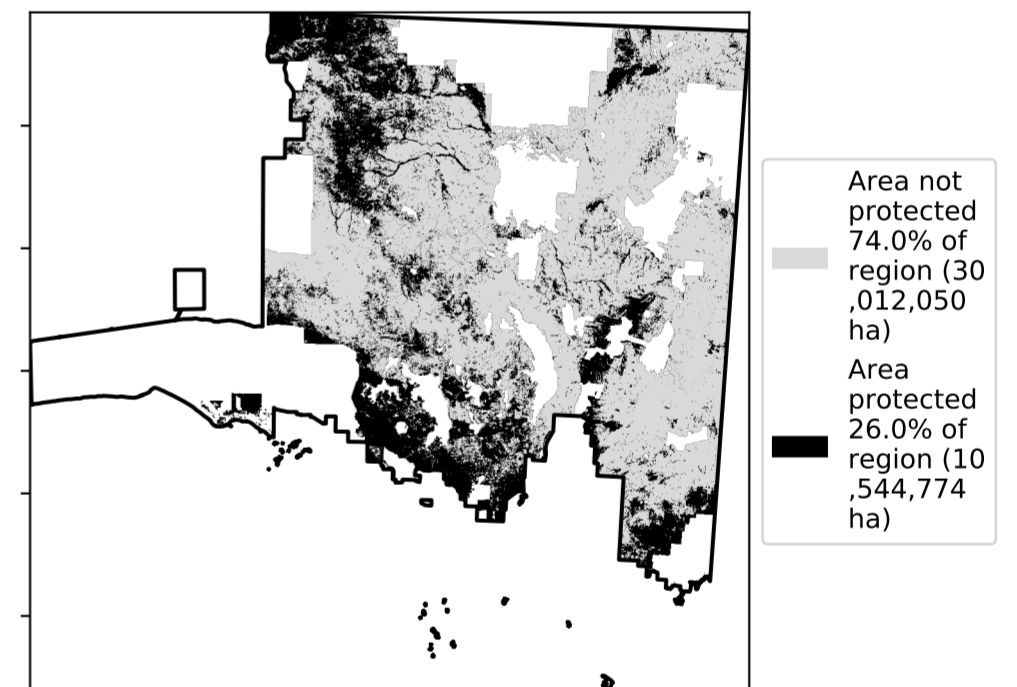 Area not
protected
74.0% of
region (30
,012,050
ha)
Area
protected
26.0% of
region (10
,544,774
ha)